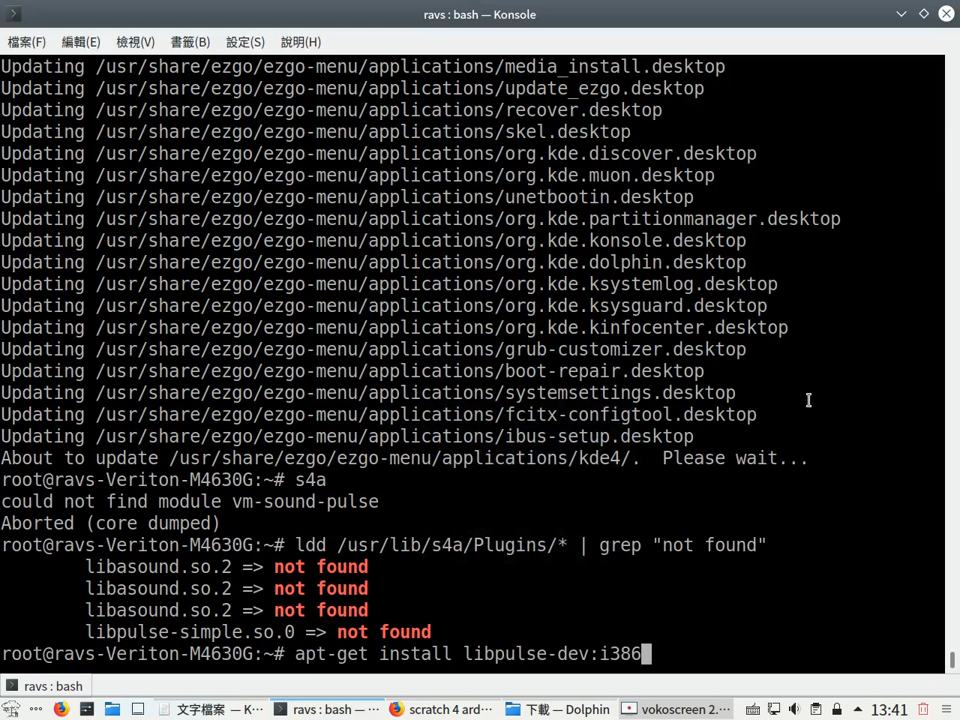 ravs : bash — Konsole
檔案(F) 編輯(E) 檢視(V) 書籤(B) 設定(S) 說明(H)
Updating /usr/share/ezgo/ezgo-menu/applications/media_install.desktop
Updating /usr/share/ezgo/ezgo-menu/applications/update_ezgo.desktop
Updating /usr/share/ezgo/ezgo-menu/applications/recover.desktop
Updating /usr/share/ezgo/ezgo-menu/applications/skel.desktop
Updating /usr/share/ezgo/ezgo-menu/applications/org.kde.discover.desktop
Updating /usr/share/ezgo/ezgo-menu/applications/org.kde.muon.desktop
Updating /usr/share/ezgo/ezgo-menu/applications/unetbootin.desktop
Updating /usr/share/ezgo/ezgo-menu/applications/org.kde.partitionmanager.desktop
Updating /usr/share/ezgo/ezgo-menu/applications/org.kde.konsole.desktop
Updating /usr/share/ezgo/ezgo-menu/applications/org.kde.dolphin.desktop
Updating /usr/share/ezgo/ezgo-menu/applications/org.kde.ksystemlog.desktop
Updating /usr/share/ezgo/ezgo-menu/applications/org.kde.ksysguard.desktop
Updating /usr/share/ezgo/ezgo-menu/applications/org.kde.kinfocenter.desktop
Updating /usr/share/ezgo/ezgo-menu/applications/grub-customizer.desktop
Updating /usr/share/ezgo/ezgo-menu/applications/boot-repair.desktop
Updating /usr/share/ezgo/ezgo-menu/applications/systemsettings.desktop
Updating /usr/share/ezgo/ezgo-menu/applications/fcitx-configtool.desktop
Updating /usr/share/ezgo/ezgo-menu/applications/ibus-setup.desktop
About to update /usr/share/ezgo/ezgo-menu/applications/kde4/.  Please wait...
root@ravs-Veriton-M4630G:~# s4a
could not find module vm-sound-pulse
Aborted (core dumped)
root@ravs-Veriton-M4630G:~# ldd /usr/lib/s4a/Plugins/* | grep "not found"
        libasound.so.2 => not found
        libasound.so.2 => not found
        libasound.so.2 => not found
        libpulse-simple.so.0 => not found
root@ravs-Veriton-M4630G:~# apt-get install libpulse-dev:i386
ravs : bash
文字檔案 — K⋯ ravs : bash — ⋯ scratch 4 ard⋯ 下載 — Dolphin vokoscreen 2.⋯ 13:41